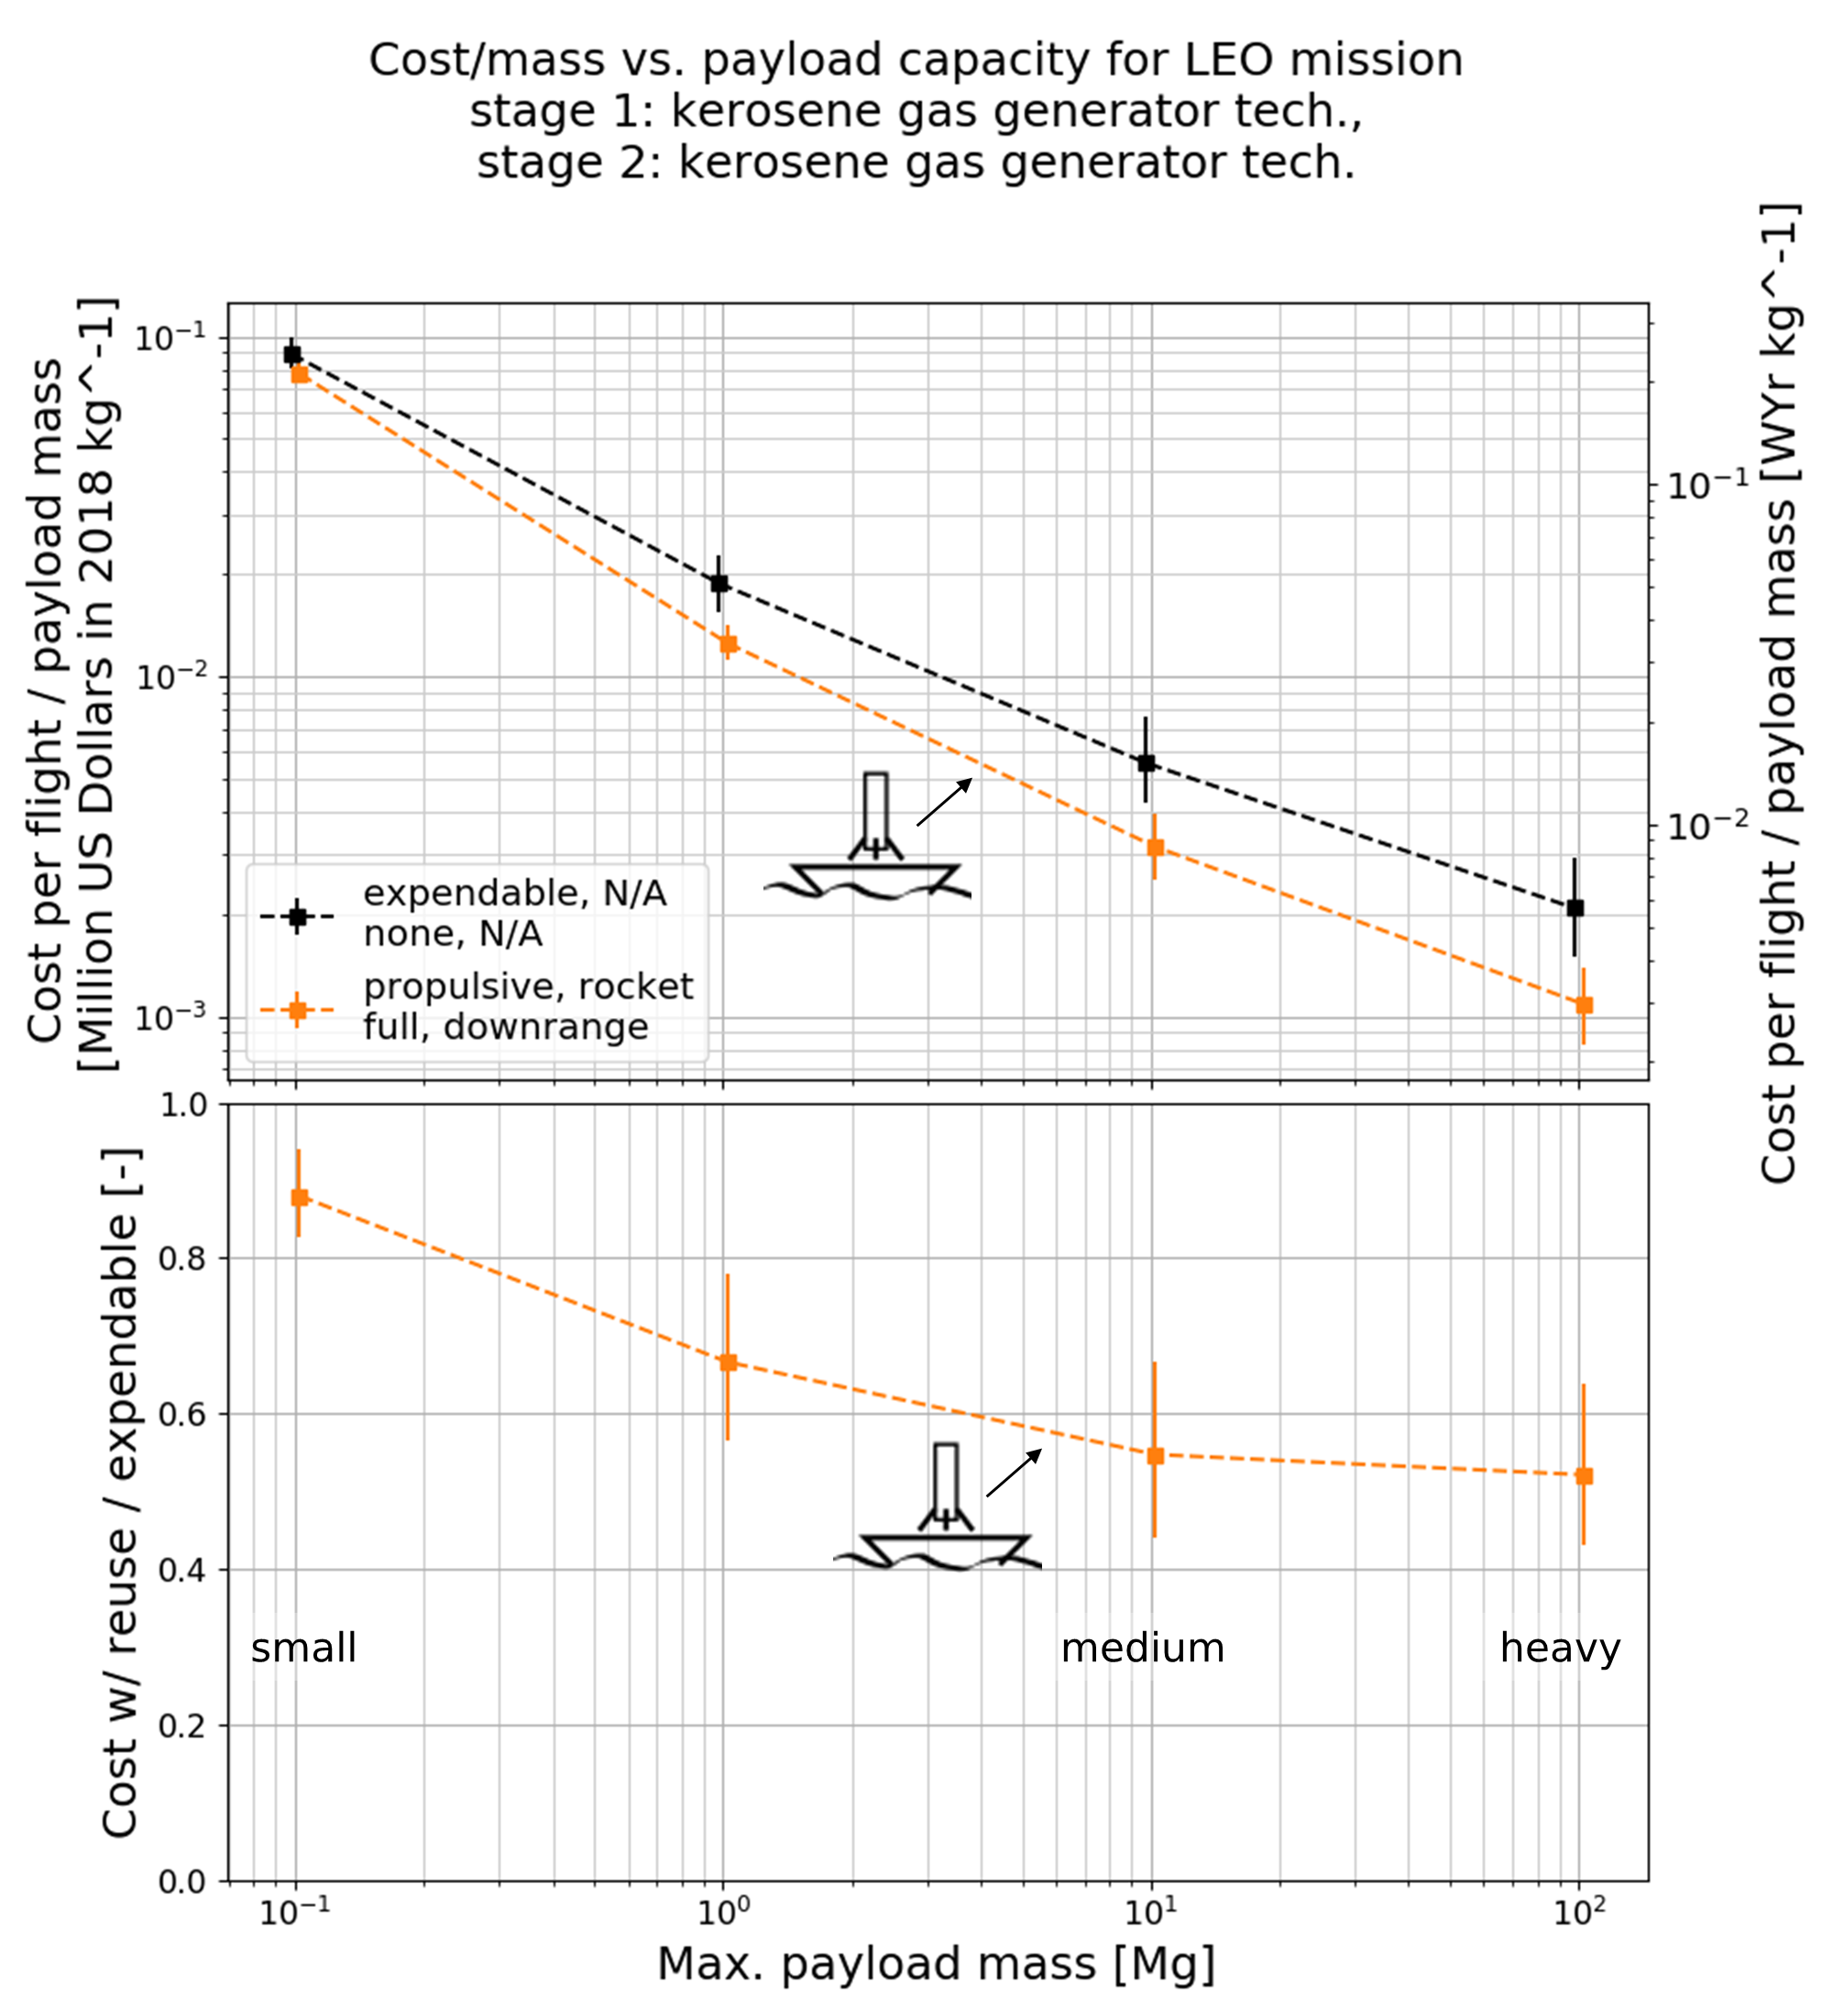 Cost/mass vs. payload capacity for LEO mission
stage 1: kerosene gas generator tech.,
stage 2: kerosene gas generator tech.
Cost per flight / payload mass
[Million US Dollars in 2018 kg^-1]
10⁻¹
10⁻²
10⁻³
expendable, N/A
none, N/A
propulsive, rocket
full, downrange
10⁻¹
10⁻²
Cost per flight / payload mass [WYr kg^-1]
Cost w/ reuse / expendable [-]
1.0
0.8
0.6
0.4
0.2
0.0
small
medium
heavy
10⁻¹
10⁰
10¹
10²
Max. payload mass [Mg]